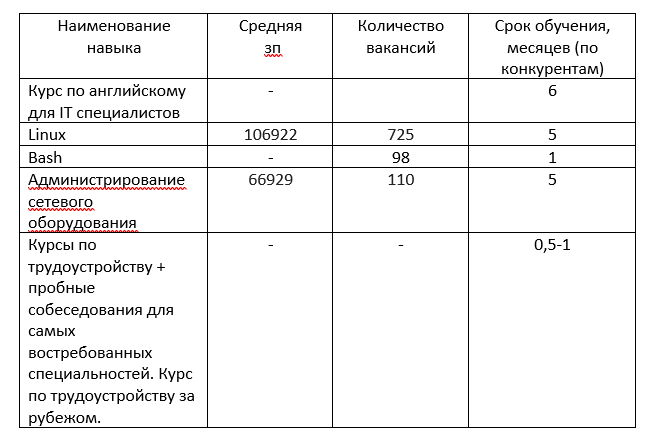 Наименование навыка
Средняя зп
Количество вакансий
Срок обучения, месяцев (по конкурентам)
Курс по английскому
для IT специалистов
-
6
Linux
106922
725
5
Bash
-
98
1
Администрирование
сетевого
оборудования
66929
110
5
Курсы по
трудоустройству +
пробные
собеседования для
самых
востребованных
специальностей. Курс
по трудоустройству за
рубежом.
-
-
0,5-1